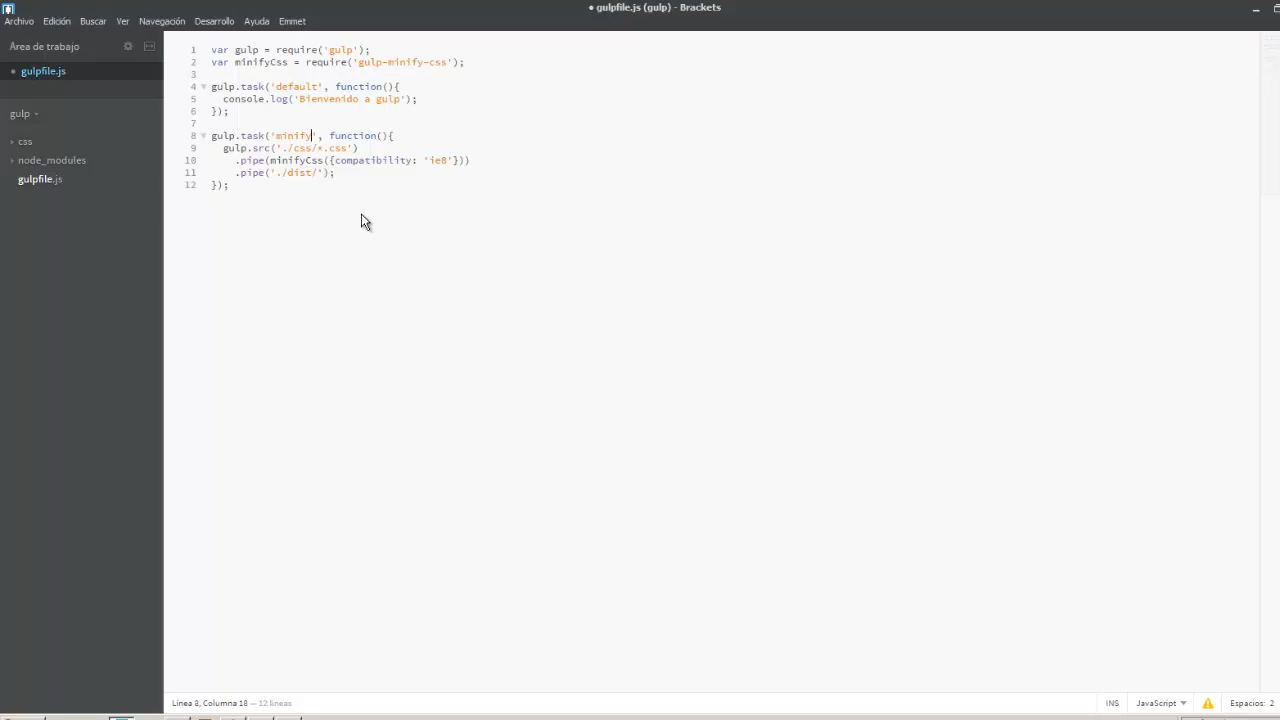 • gulpfile.js (gulp) - Brackets
Archivo Edición Buscar Ver Navegación Desarrollo Ayuda Emmet
Área de trabajo
• gulpfile.js
gulp
css
node_modules
gulpfile.js
1 var gulp = require('gulp');
2 var minifyCss = require('gulp-minify-css');
3
4 gulp.task('default', function(){
5 console.log('Bienvenido a gulp');
6 });
7
8 gulp.task('minify', function(){
9 gulp.src('./css/*.css')
10 .pipe(minifyCss({compatibility: 'ie8'}))
11 .pipe('./dist/');
12 });
Línea 8, Columna 18 — 12 líneas
INS JavaScript Espacios: 2